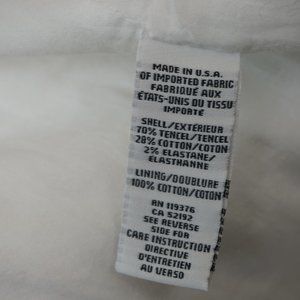 MADE IN U.S.A.
OF IMPORTED FABRIC
FABRIQUÉ AUX
ÉTATS-UNIS DU TISSU
IMPORTÉ
SHELL/EXTÉRIEUR
70% TENCEL/TENCEL
28% COTTON/COTON
2% ELASTANE/
ELASTHANNE
LINING/DOUBLURE
100% COTTON/COTON
RN 119376
CA 52192
SEE REVERSE
SIDE FOR
CARE INSTRUCTION
DIRECTIVE
D'ENTRETIEN
AU VERSO